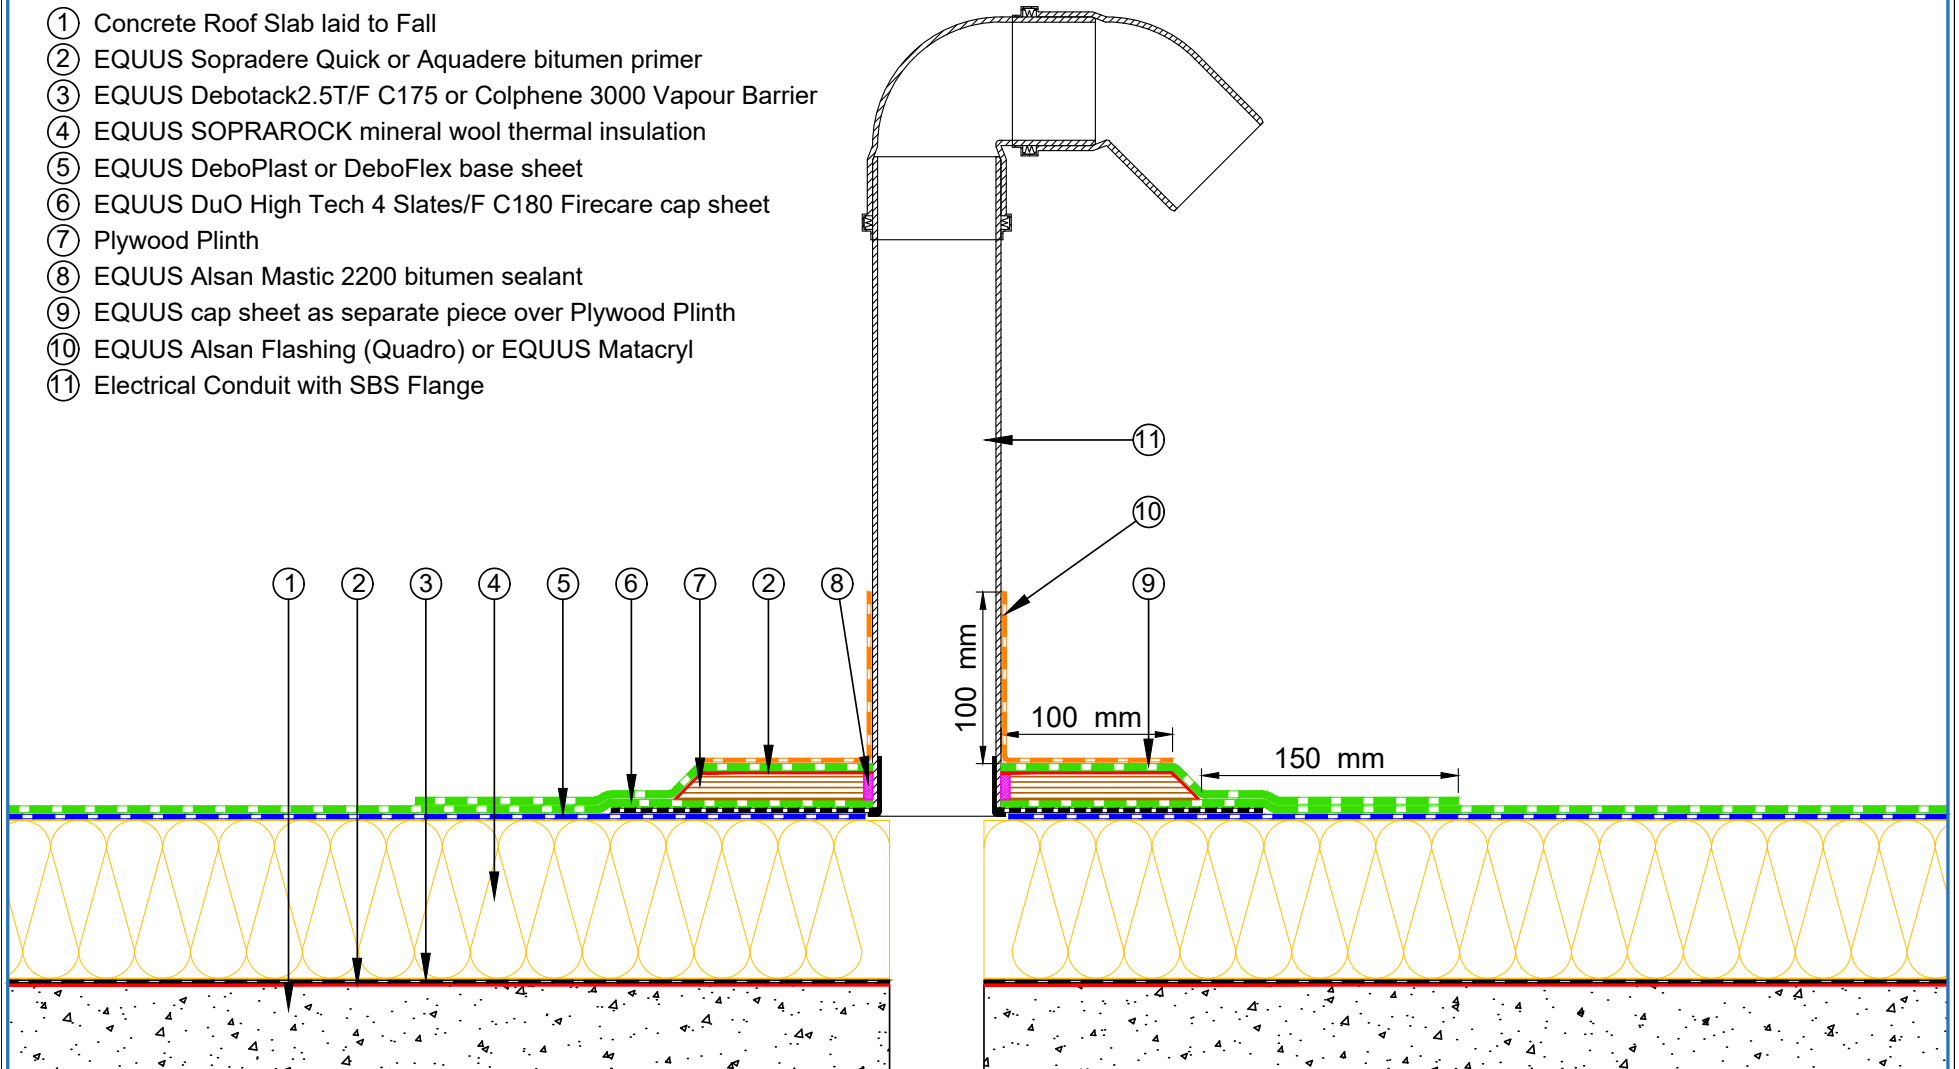 1 Concrete Roof Slab laid to Fall
2 EQUUS Sopradere Quick or Aquadere bitumen primer
3 EQUUS Debotack2.5T/F C175 or Colphene 3000 Vapour Barrier
4 EQUUS SOPRAROCK mineral wool thermal insulation
5 EQUUS DeboPlast or DeboFlex base sheet
6 EQUUS DuO High Tech 4 Slates/F C180 Firecare cap sheet
7 Plywood Plinth
8 EQUUS Alsan Mastic 2200 bitumen sealant
9 EQUUS cap sheet as separate piece over Plywood Plinth
10 EQUUS Alsan Flashing (Quadro) or EQUUS Matacryl
11 Electrical Conduit with SBS Flange
11
10
1 2 3 4 5 6 7 2 8 9
100 mm
100 mm
150 mm